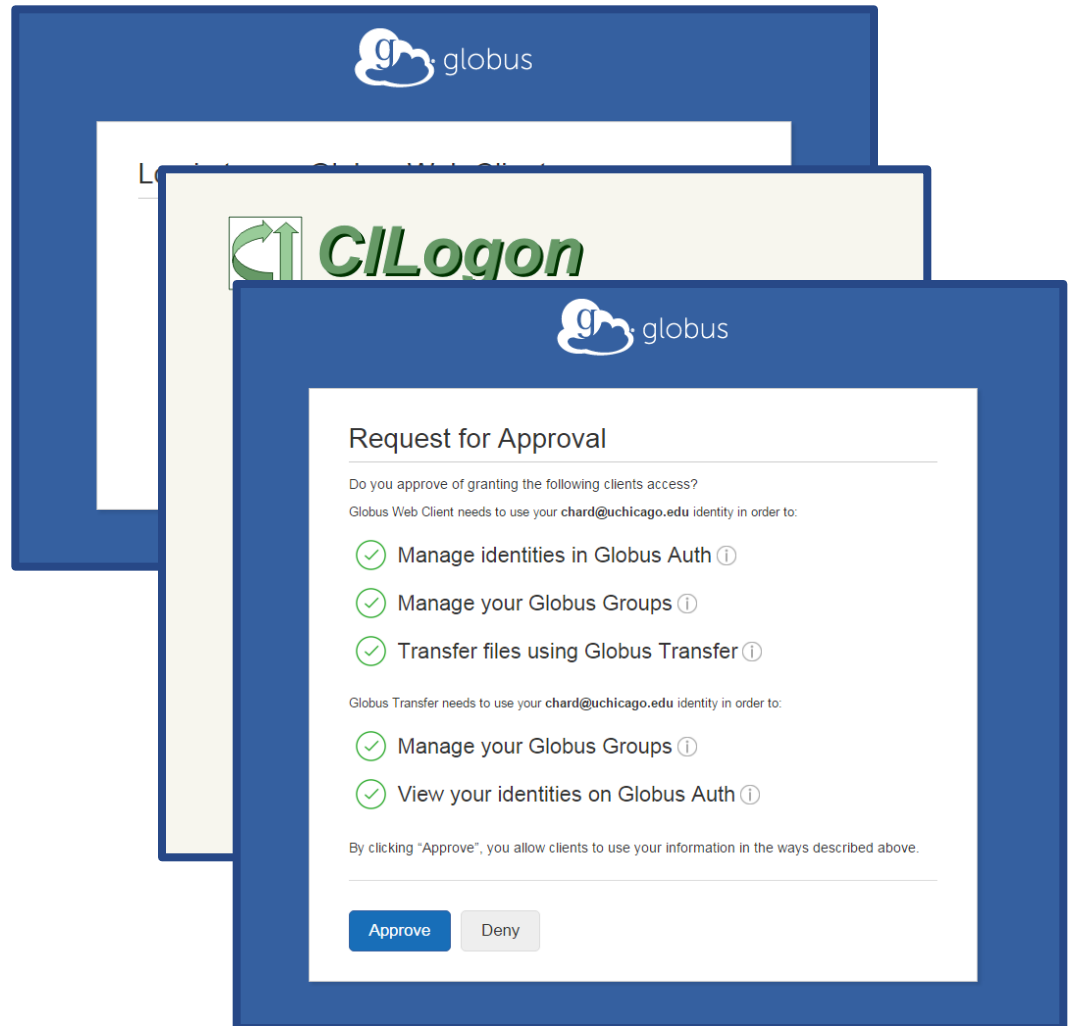 globus
CILogon
globus
Request for Approval
Do you approve of granting the following clients access?
Globus Web Client needs to use your chard@uchicago.edu identity in order to:
Manage identities in Globus Auth
Manage your Globus Groups
Transfer files using Globus Transfer
Globus Transfer needs to use your chard@uchicago.edu identity in order to:
Manage your Globus Groups
View your identities on Globus Auth
By clicking “Approve”, you allow clients to use your information in the ways described above.
Approve Deny